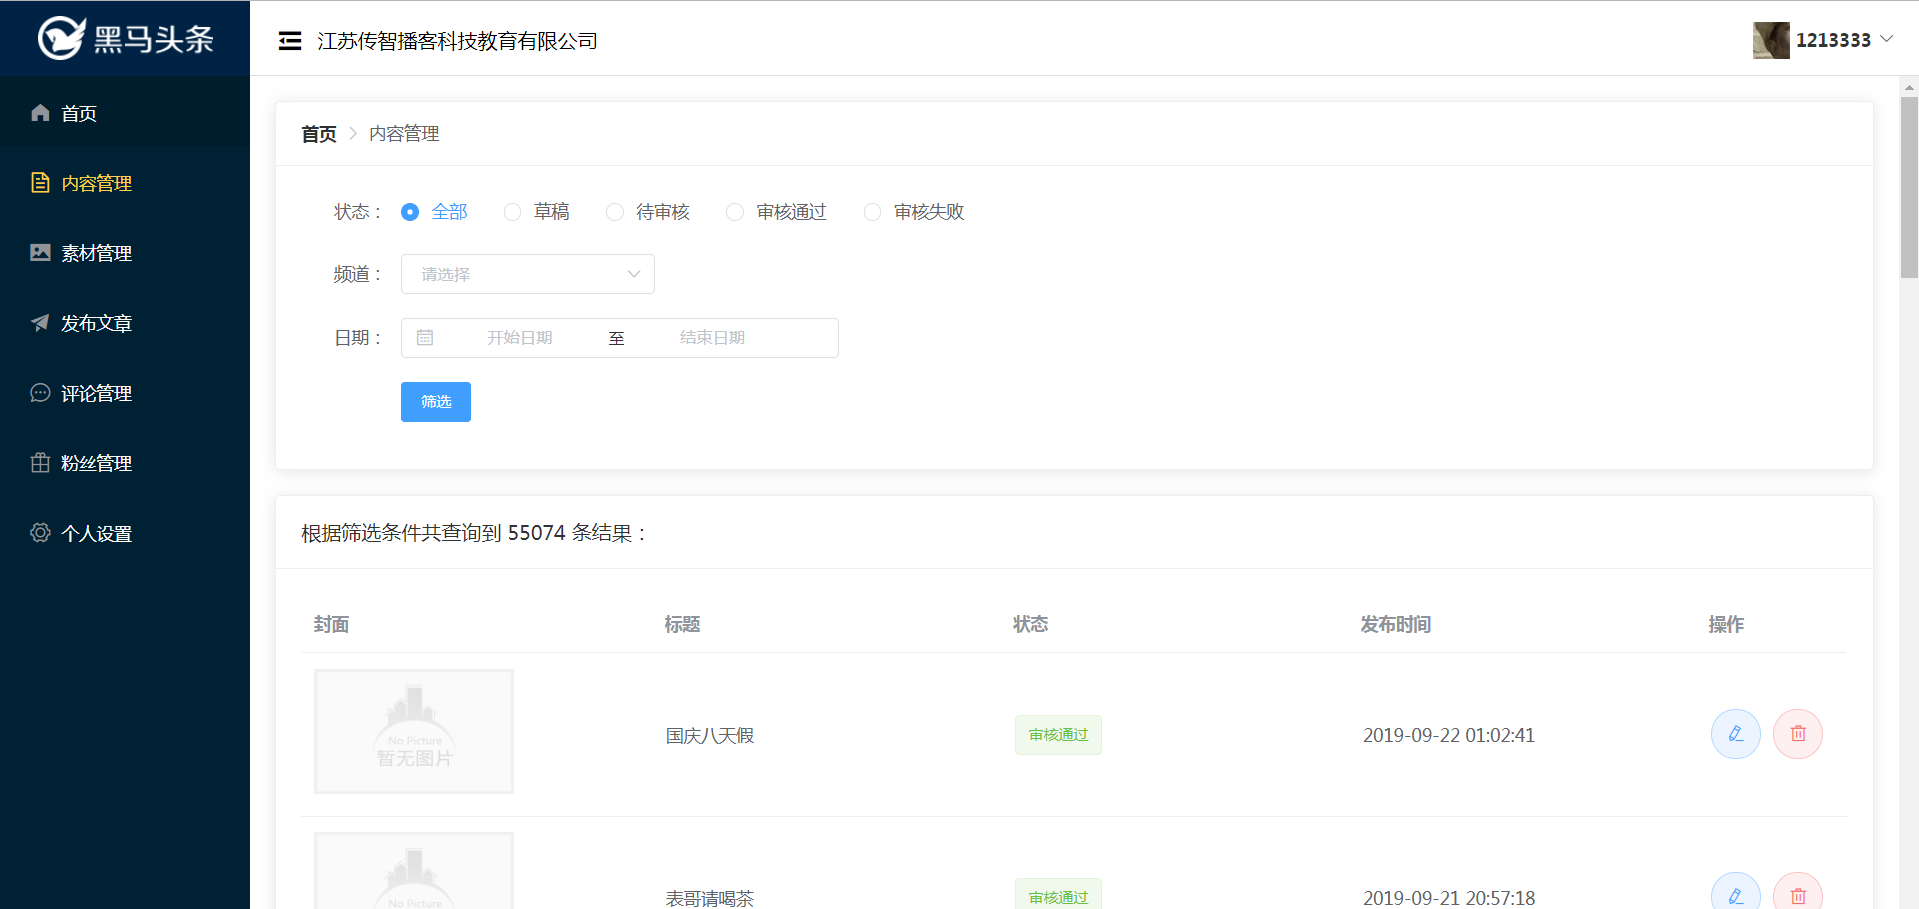 黑马头条
江苏传智播客科技教育有限公司
1213333
首页
内容管理
素材管理
发布文章
评论管理
粉丝管理
个人设置
首页 > 内容管理
状态： 全部 草稿 待审核 审核通过 审核失败
频道： 请选择
日期： 开始日期 至 结束日期
筛选
根据筛选条件共查询到 55074 条结果：
封面 标题 状态 发布时间 操作
No Picture
暂无图片
国庆八天假 审核通过 2019-09-22 01:02:41
No Picture
表哥请喝茶 审核通过 2019-09-21 20:57:18